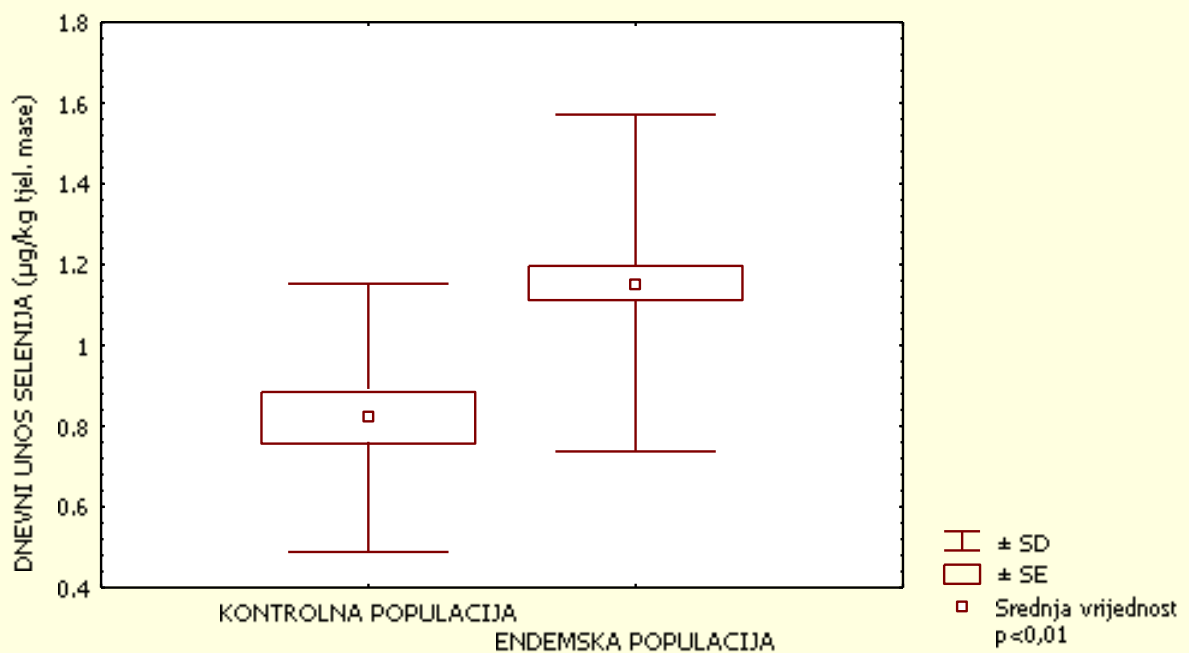 DNEVNI UNOS SELENIJA (µg/kg tjel. mase)
1.8
1.6
1.4
1.2
1
0.8
0.6
0.4
KONTROLNA POPULACIJA
ENDEMSKA POPULACIJA
± SD
± SE
Srednja vrijednost
p<0,01